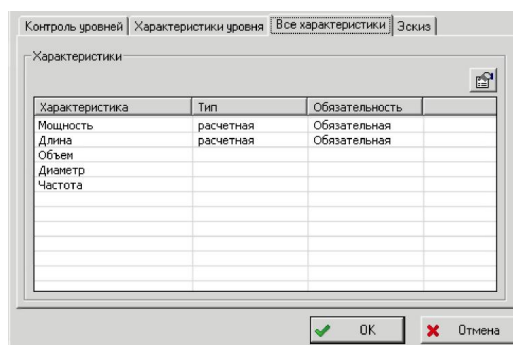 Контроль уровней Характеристики уровня Все характеристики Эскиз
Характеристики
Характеристика Тип Обязательность
Мощность расчетная Обязательная
Длина расчетная Обязательная
Объем
Диаметр
Частота
OK Отмена